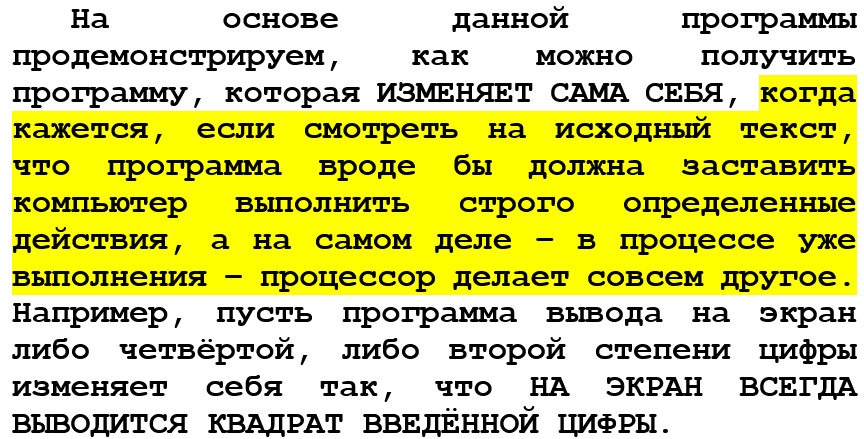 На основе данной программы
продемонстрируем, как можно получить
программу, которая ИЗМЕНЯЕТ САМА СЕБЯ, когда
кажется, если смотреть на исходный текст,
что программа вроде бы должна заставить
компьютер выполнить строго определенные
действия, а на самом деле – в процессе уже
выполнения – процессор делает совсем другое.
Например, пусть программа вывода на экран
либо четвёртой, либо второй степени цифры
изменяет себя так, что НА ЭКРАН ВСЕГДА
ВЫВОДИТСЯ КВАДРАТ ВВЕДЁННОЙ ЦИФРЫ.